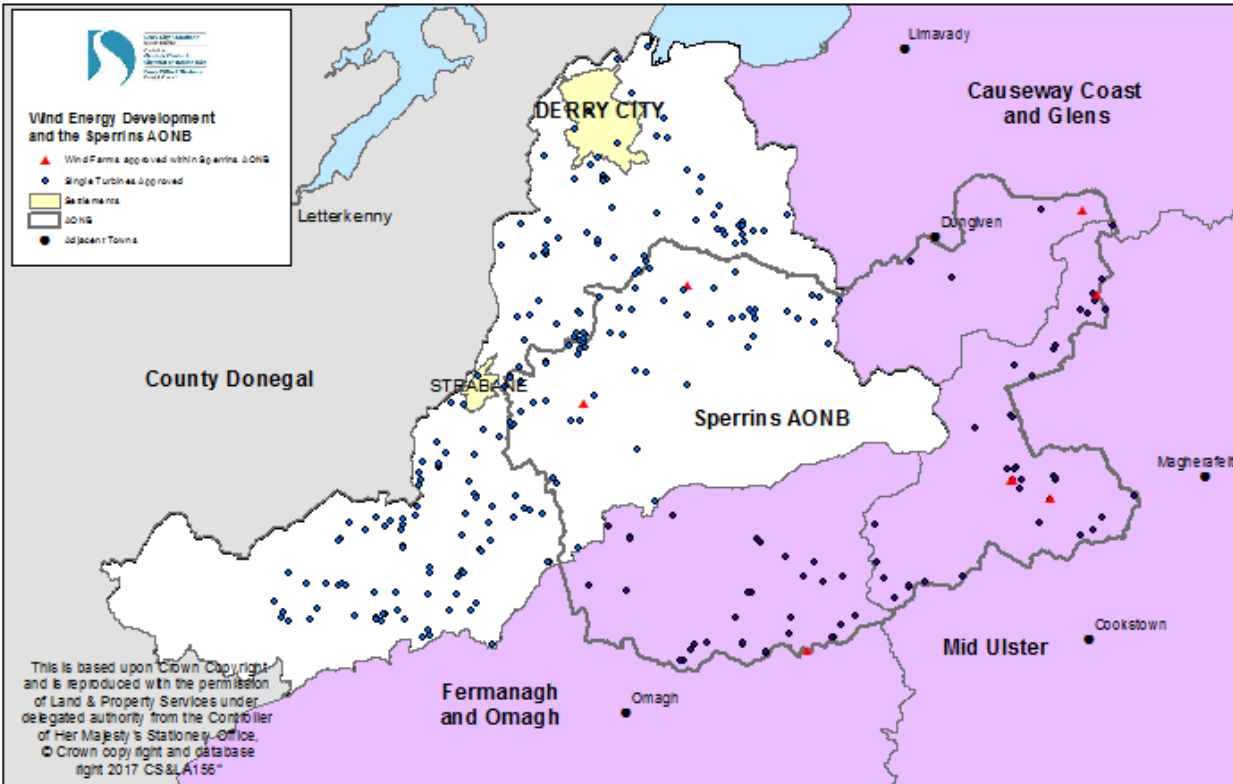 Wind Energy Development
and the Sperrins AONB
Wind Farms approved within Sperrins AONB
Single Turbines Approved
Settlements
AONB
Adjacent Towns
Limavady
DERRY CITY
Causeway Coast
and Glens
Letterkenny
Dungiven
County Donegal
STRABANE
Sperrins AONB
Magherafelt
Cookstown
Mid Ulster
Fermanagh
and Omagh
Omagh
This is based upon Crown Copyright
and is reproduced with the permission
of Land & Property Services under
delegated authority from the Controller
of Her Majesty's Stationery Office,
© Crown copyright and database
right 2017 CS&LA156"